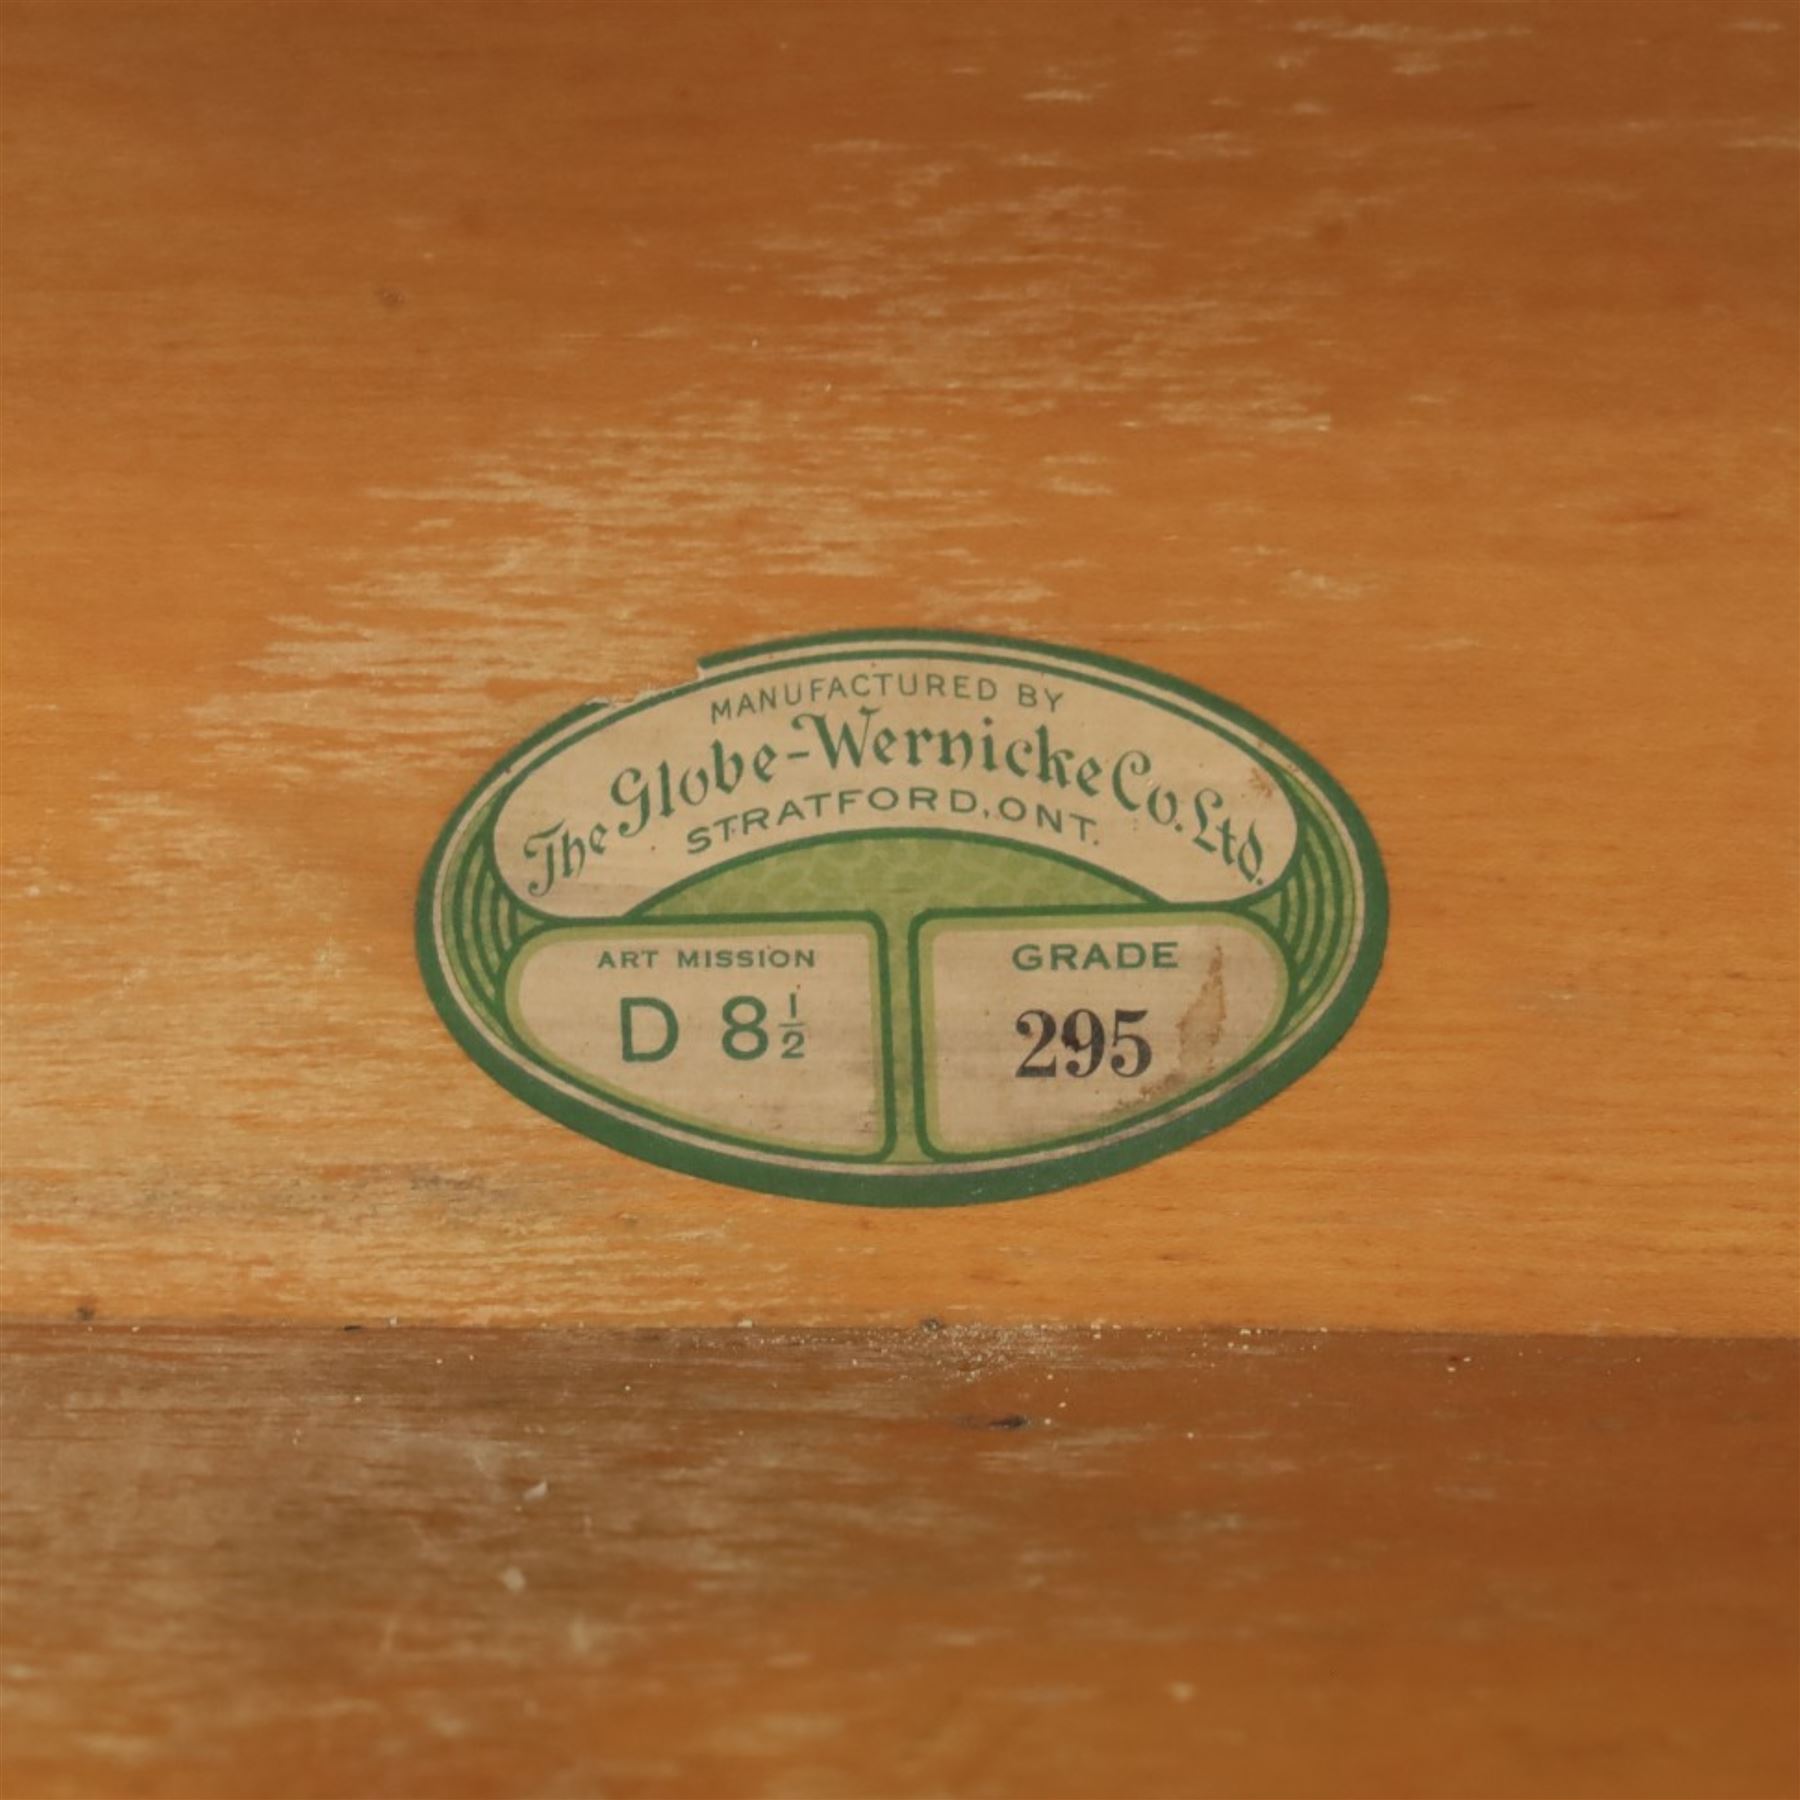 MANUFACTURED BY
The Globe-Wernicke Co. Ltd.
STRATFORD, ONT.
ART MISSION
D 8½
GRADE
295